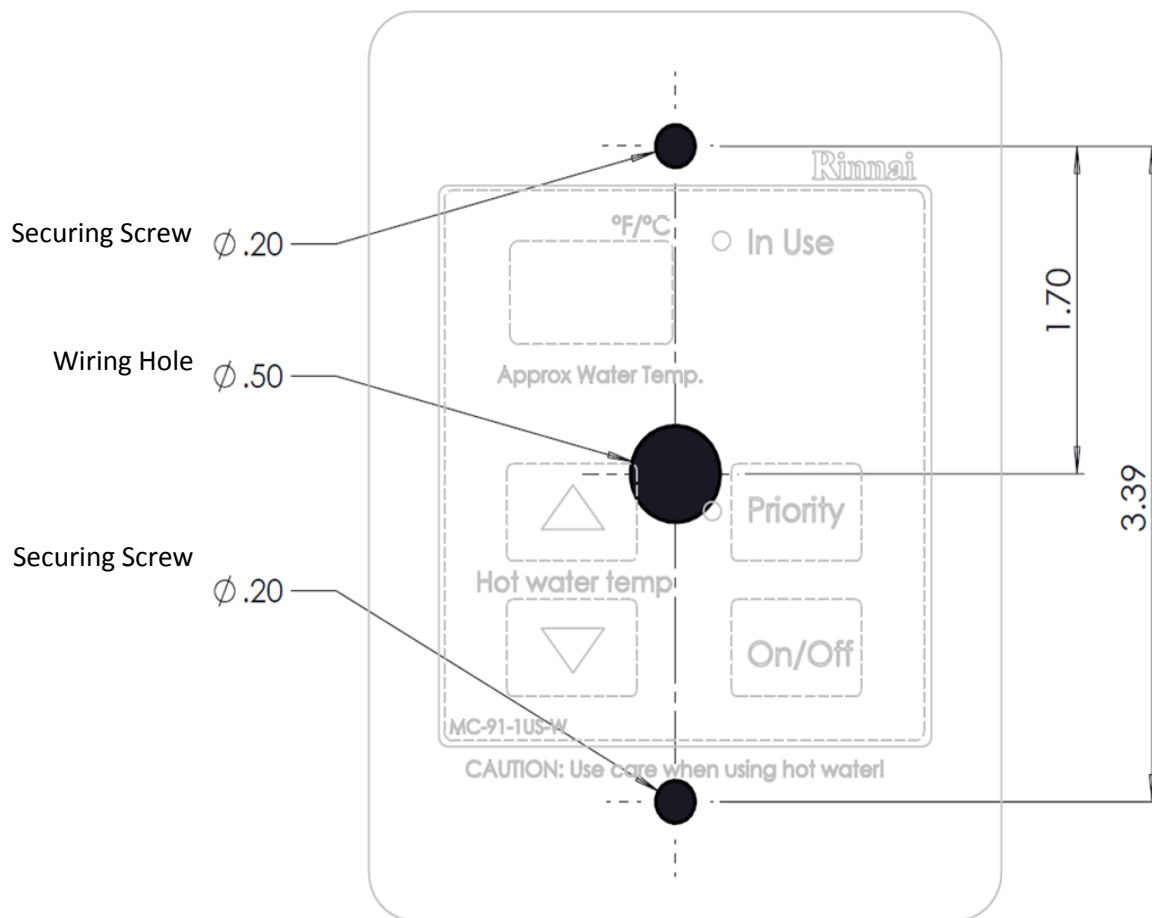 Rinnai
Securing Screw
⌀ .20
°F/°C
In Use
1.70
Wiring Hole
⌀ .50
Approx Water Temp.
Priority
3.39
Securing Screw
⌀ .20
Hot water temp
On/Off
MC-91-1US-W
CAUTION: Use care when using hot water!